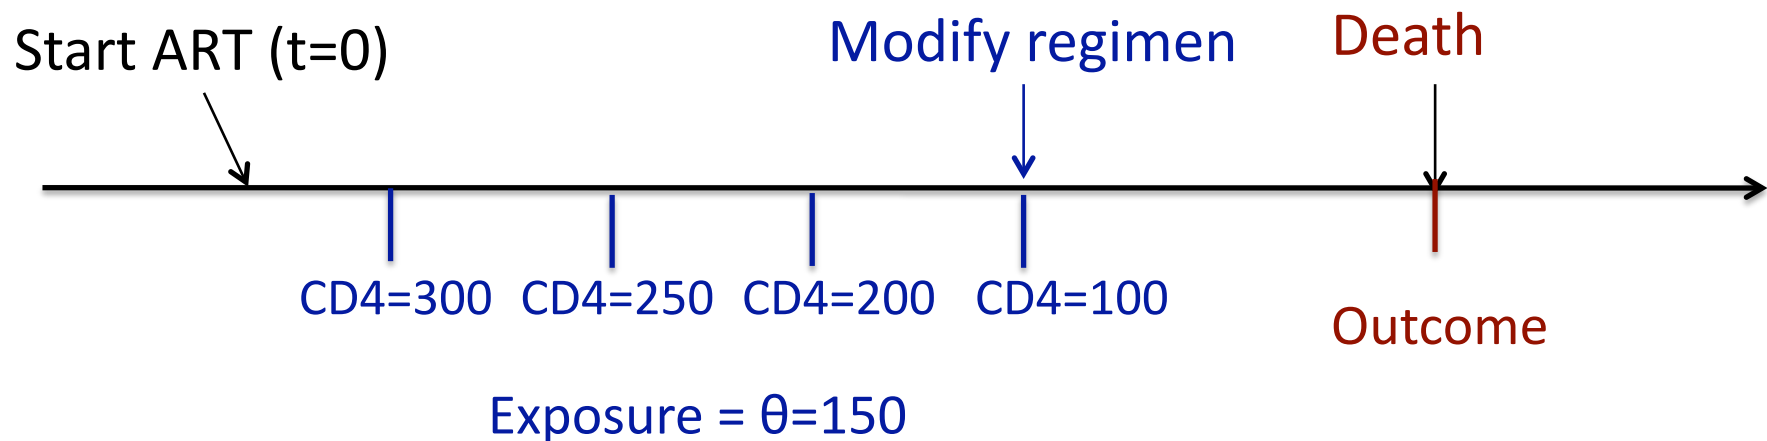 Start ART (t=0)
Modify regimen
Death
CD4=300
CD4=250
CD4=200
CD4=100
Outcome
Exposure = θ=150